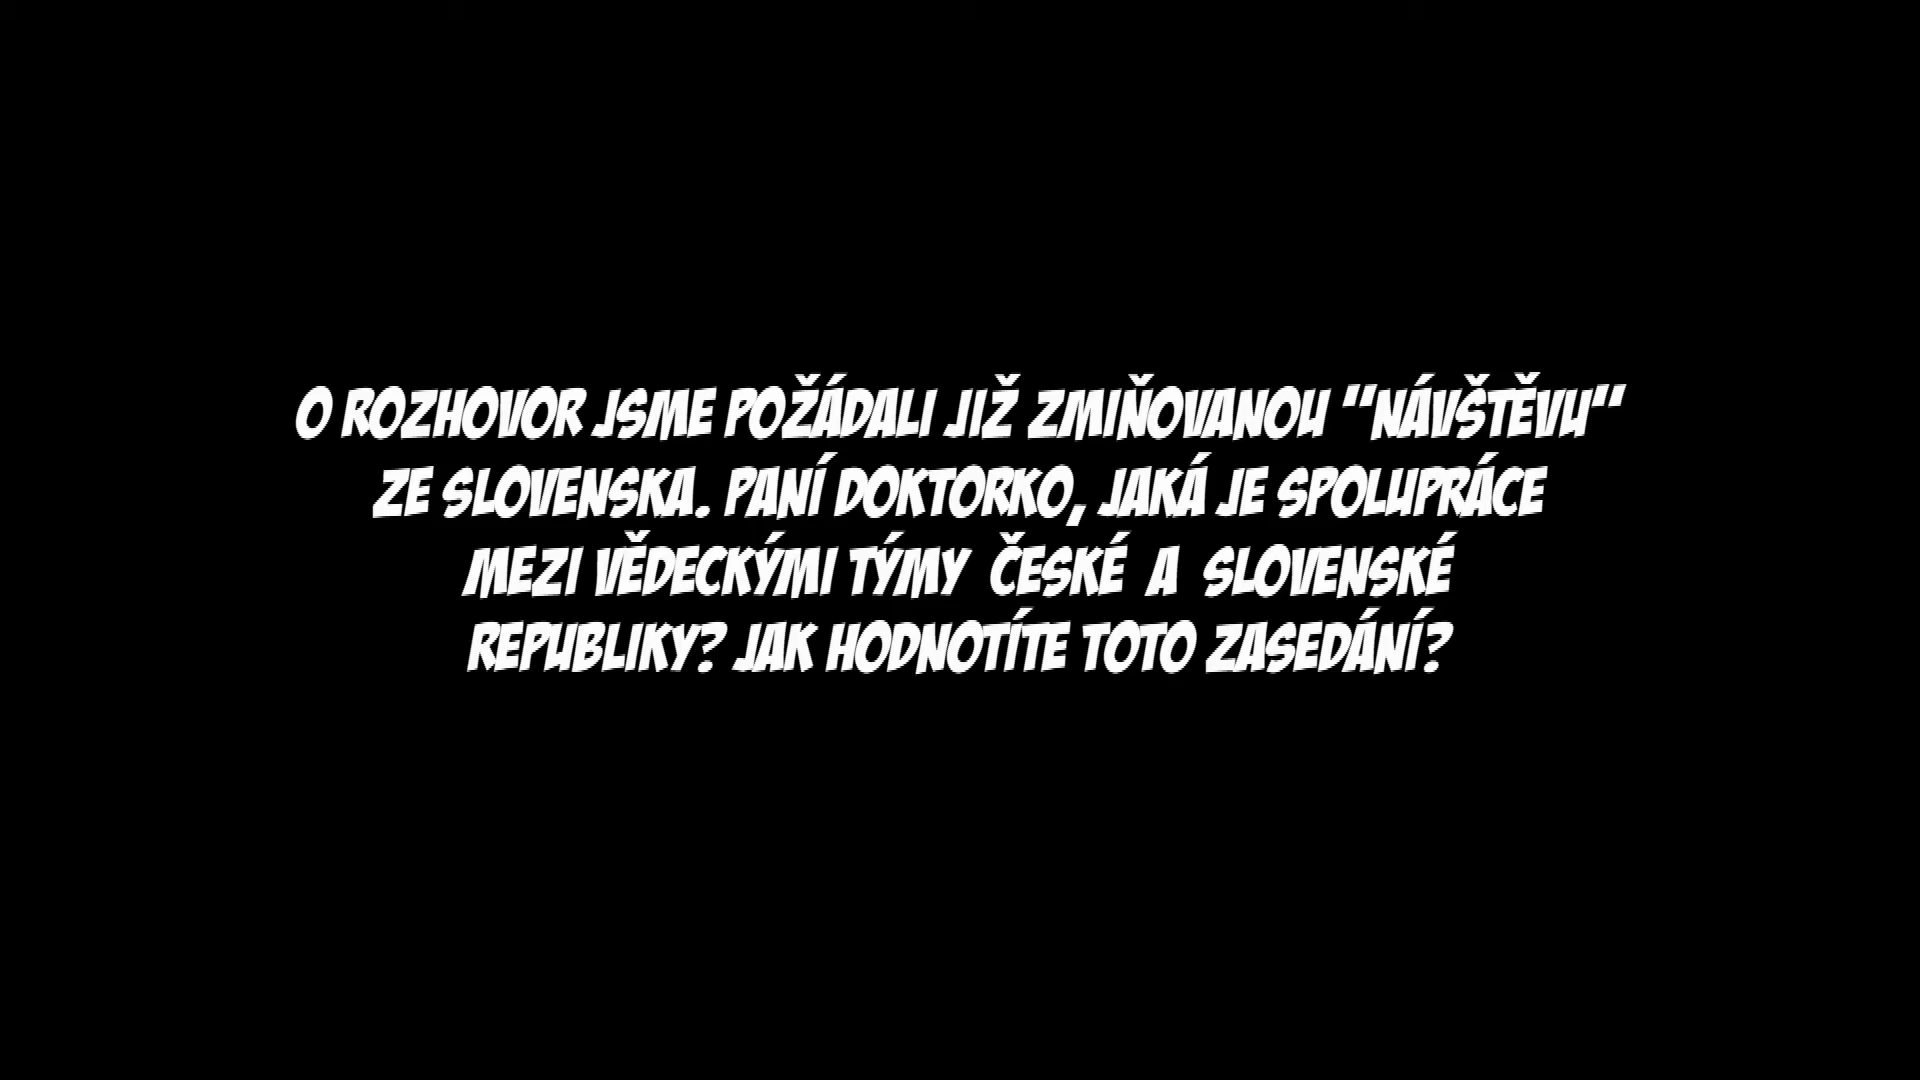 O ROZHOVOR JSME POŽÁDALI JIŽ ZMIŇOVANOU "NÁVŠTĚVU"
ZE SLOVENSKA. PANÍ DOKTORKO, JAKÁ JE SPOLUPRÁCE
MEZI VĚDECKÝMI TÝMY ČESKÉ A SLOVENSKÉ
REPUBLIKY? JAK HODNOTÍTE TOTO ZASEDÁNÍ?